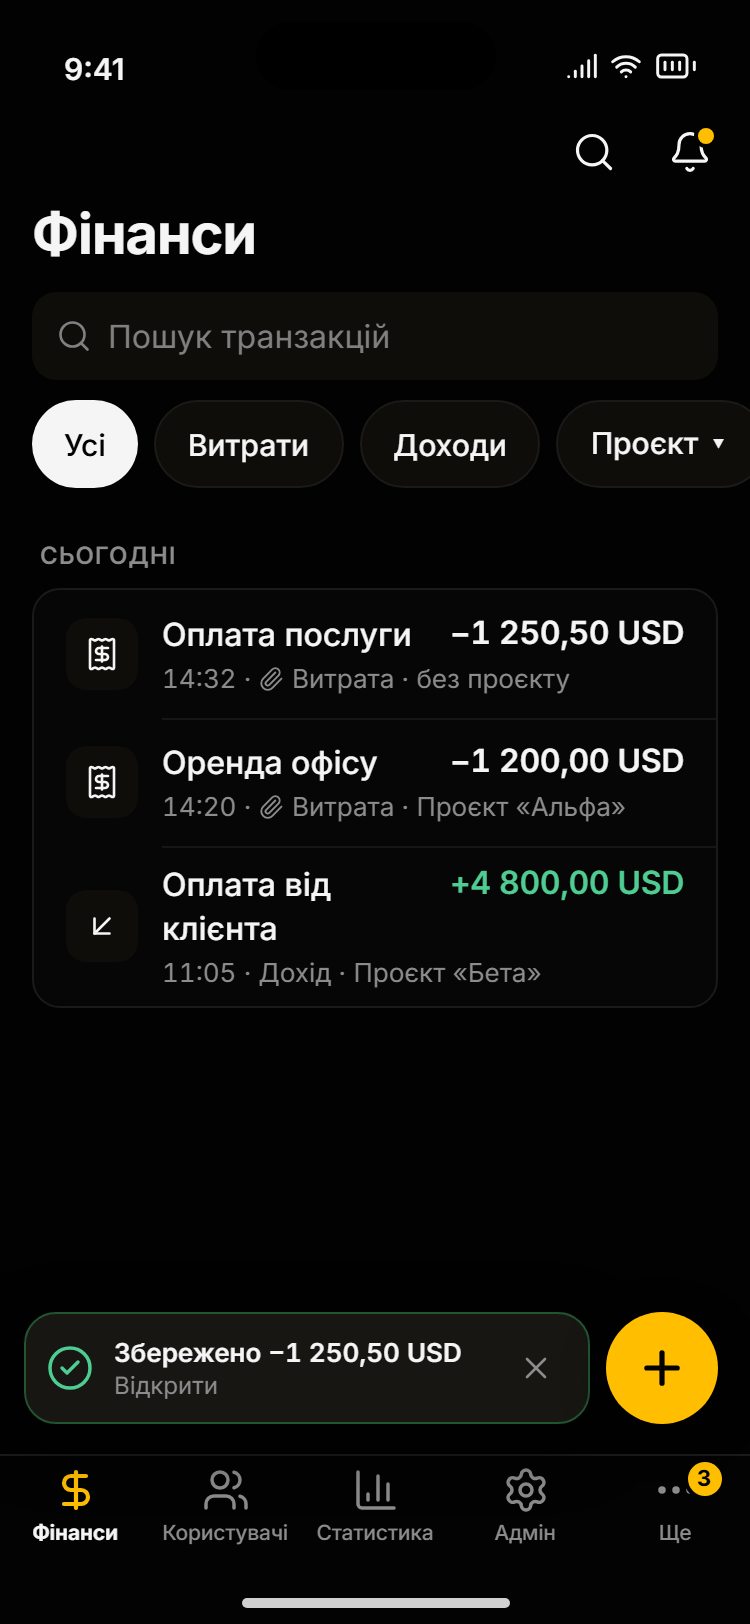 9:41
Фінанси
Пошук транзакцій
Усі
Витрати
Доходи
Проєкт ▼
СЬОГОДНІ
Оплата послуги
−1 250,50 USD
14:32 · Витрата · без проєкту
Оренда офісу
−1 200,00 USD
14:20 · Витрата · Проєкт «Альфа»
Оплата від
клієнта
+4 800,00 USD
11:05 · Дохід · Проєкт «Бета»
Збережено −1 250,50 USD
Відкрити
3
Фінанси
Користувачі
Статистика
Адмін
Ще